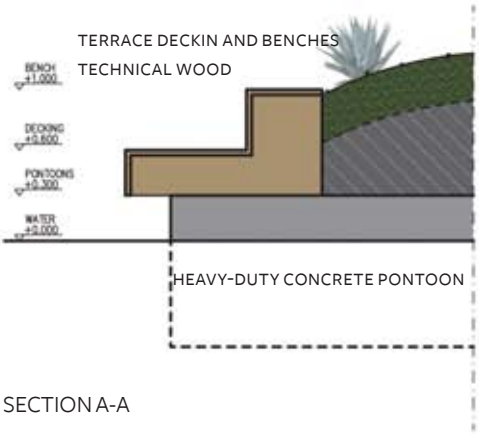 TERRACE DECKIN AND BENCHES
TECHNICAL WOOD
BENCH
+1.000
DECKING
+0.600
PONTOONS
+0.300
WATER
±0.000
HEAVY-DUTY CONCRETE PONTOON
SECTION A-A